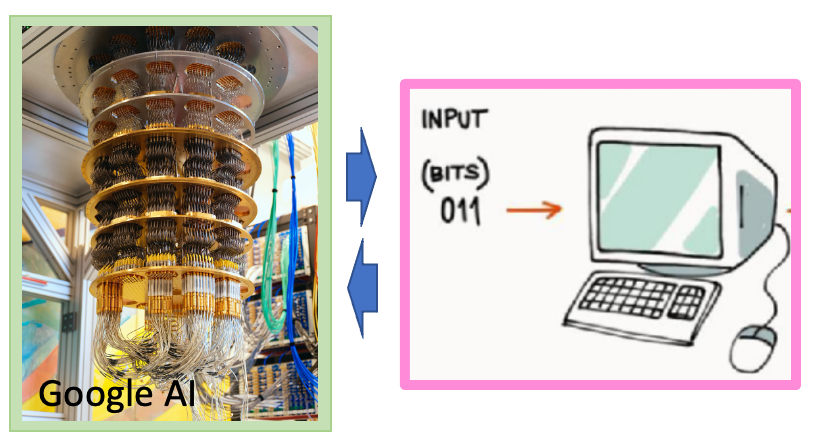 Google AI
INPUT
(BITS)
011